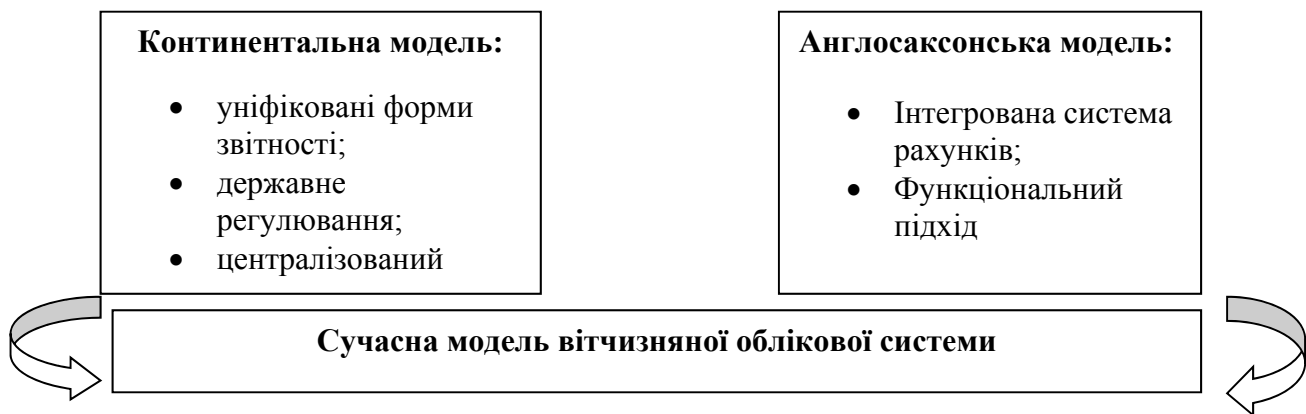 Континентальна модель:
• уніфіковані форми
звітності;
• державне
регулювання;
• централізований
Англосаксонська модель:
• Інтегрована система
рахунків;
• Функціональний
підхід
Сучасна модель вітчизняної облікової системи